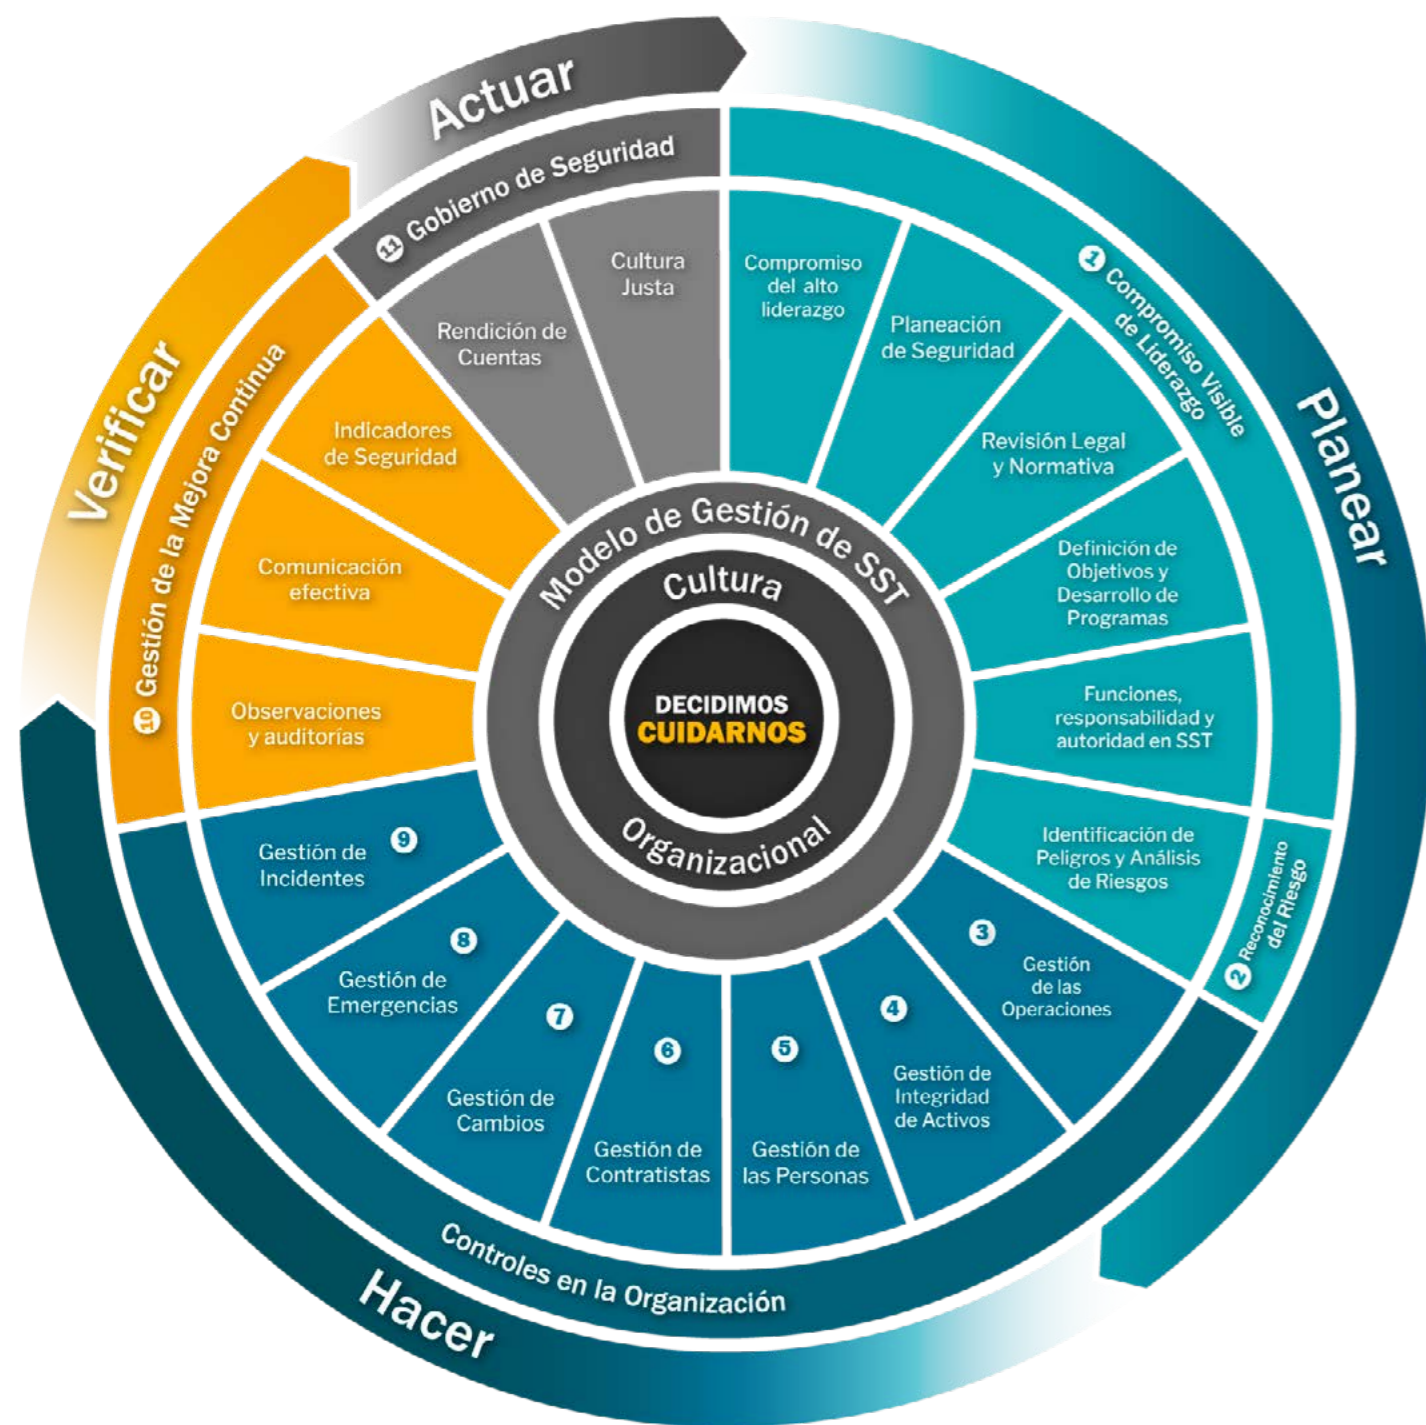 Actuar
Planear
Hacer
Verificar
11 Gobierno de Seguridad
Cultura
Justa
Rendición de
Cuentas
1 Compromiso Visible
de Liderazgo
Compromiso
del alto
liderazgo
Planeación
de Seguridad
Revisión Legal
y Normativa
Definición de
Objetivos y
Desarrollo de
Programas
Funciones,
responsabilidad y
autoridad en SST
2 Reconocimiento
del Riesgo
Identificación de
Peligros y Análisis
de Riesgos
Controles en la Organización
3
Gestión
de las
Operaciones
4
Gestión de
Integridad
de Activos
5
Gestión de
las Personas
6
Gestión de
Contratistas
7
Gestión de
Cambios
8
Gestión de
Emergencias
9
Gestión de
Incidentes
10 Gestión de la Mejora Continua
Observaciones
y auditorías
Comunicación
efectiva
Indicadores
de Seguridad
Modelo de Gestión de SST
Cultura
Organizacional
DECIDIMOS
CUIDARNOS